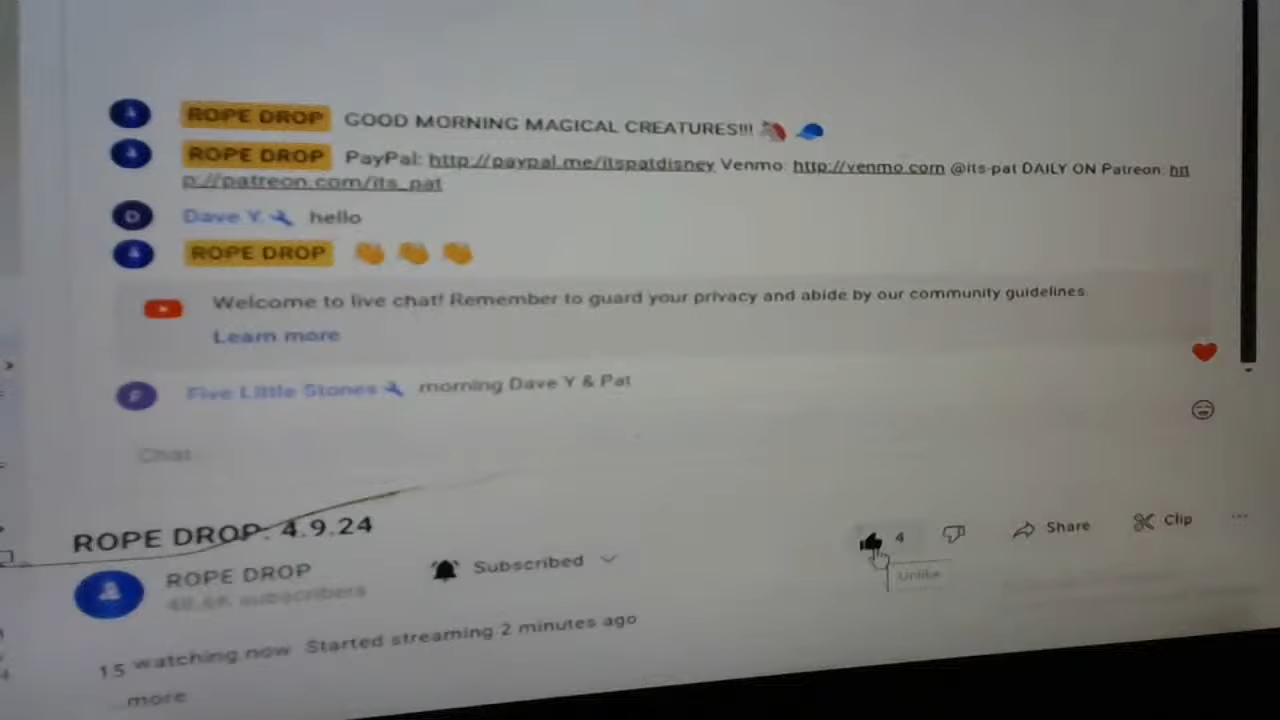 ROPE DROP GOOD MORNING MAGICAL CREATURES!!!
ROPE DROP PayPal: http://paypal.me/itspatdisney Venmo: http://venmo.com @its-pat DAILY ON Patreon: htt
p://patreon.com/its_pat
D Dave Y. hello
ROPE DROP
Welcome to live chat! Remember to guard your privacy and abide by our community guidelines.
Learn more
F Five Little Stones morning Dave Y & Pat
Chat
ROPE DROP: 4.9.24
4 Share Clip ...
ROPE DROP
Subscribed
Unlike
subscribers
15 watching now Started streaming 2 minutes ago
...more